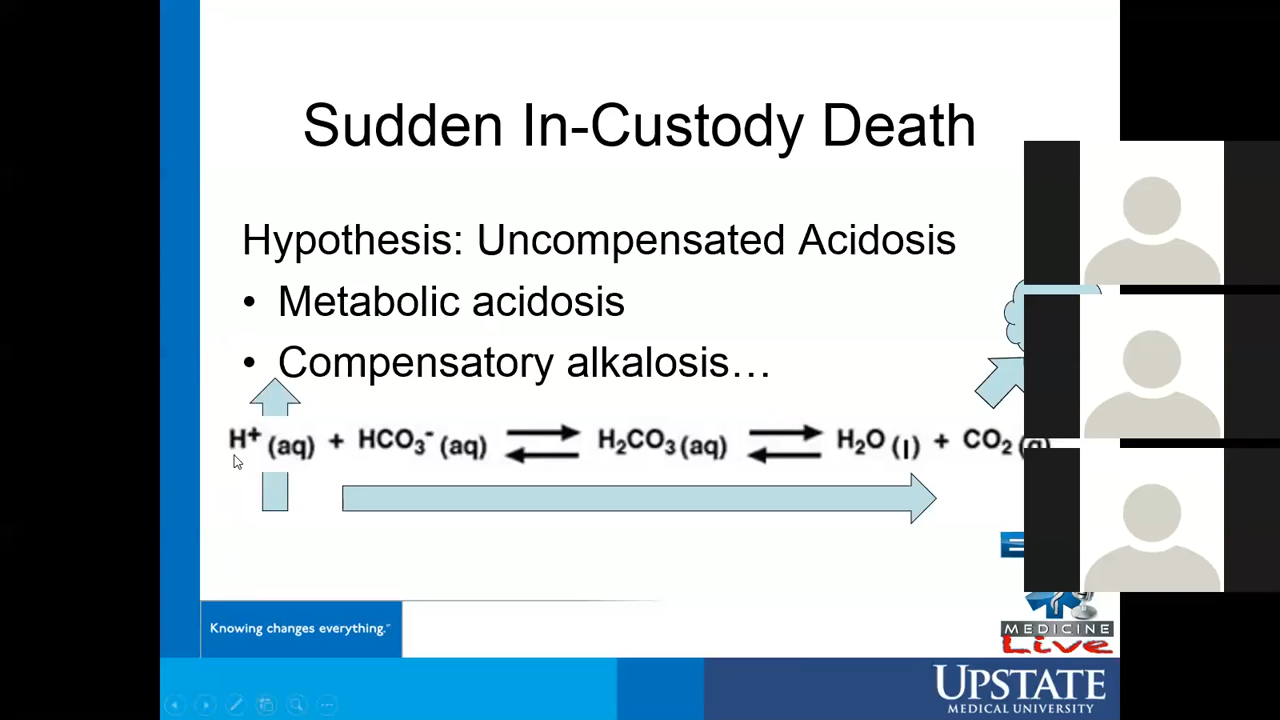 Sudden In-Custody Death
Hypothesis: Uncompensated Acidosis
• Metabolic acidosis
• Compensatory alkalosis…
H⁺ (aq) + HCO₃⁻ (aq) ⇌ H₂CO₃ (aq) ⇌ H₂O (l) + CO₂
Knowing changes everything.™
MEDICINE
Live
UPSTATE
MEDICAL UNIVERSITY